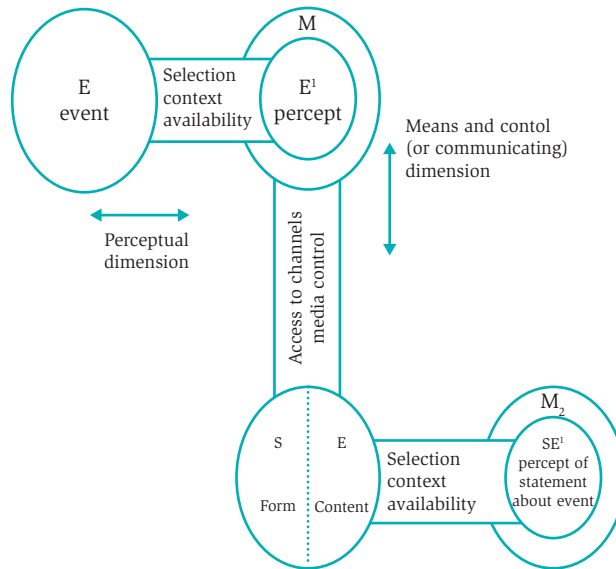 E
event
Selection
context
availability
M
E¹
percept
Means and contol
(or communicating)
dimension
Perceptual
dimension
Access to channels
media control
S
E
Form
Content
Selection
context
availability
M₂
SE¹
percept of
statement
about event